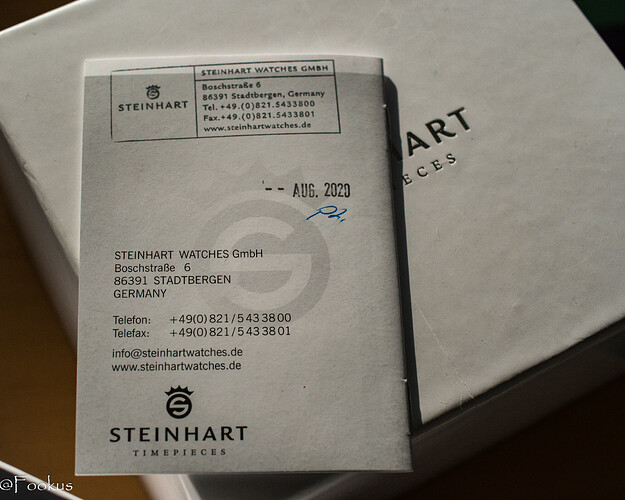 STEINHART
STEINHART WATCHES GMBH
Boschstraße 6
86391 Stadtbergen, Germany
Tel. +49.(0)821.5433800
Fax.+49.(0)821.5433801
www.steinhartwatches.de
ART
ECES
-- AUG. 2020
STEINHART WATCHES GmbH
Boschstraße 6
86391 STADTBERGEN
GERMANY
Telefon: +49(0)821/5433800
Telefax: +49(0)821/5433801
info@steinhartwatches.de
www.steinhartwatches.de
STEINHART
TIMEPIECES
@Fookus